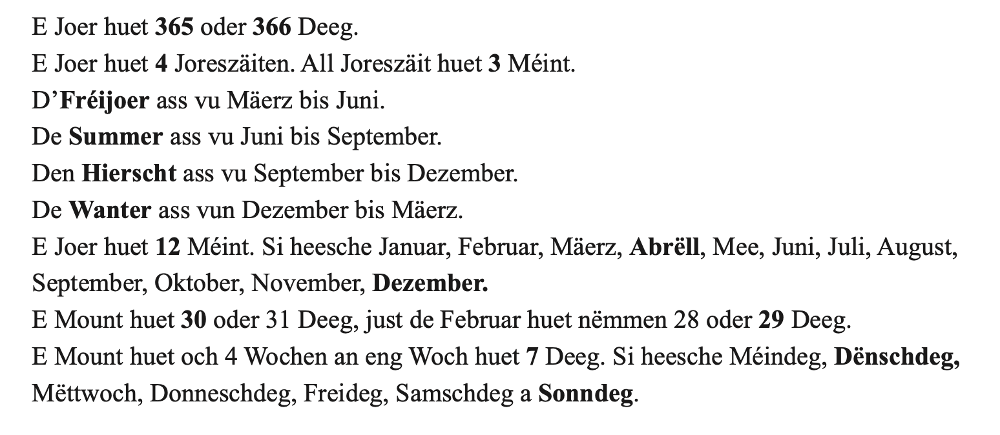 E Joer huet 365 oder 366 Deeg.
E Joer huet 4 Joreszäiten. All Joreszäit huet 3 Méint.
D’Fréijoer ass vu Mäerz bis Juni.
De Summer ass vu Juni bis September.
Den Hierscht ass vu September bis Dezember.
De Wanter ass vun Dezember bis Mäerz.
E Joer huet 12 Méint. Si heesche Januar, Februar, Mäerz, Abrëll, Mee, Juni, Juli, August,
September, Oktober, November, Dezember.
E Mount huet 30 oder 31 Deeg, just de Februar huet nëmmen 28 oder 29 Deeg.
E Mount huet och 4 Wochen an eng Woch huet 7 Deeg. Si heesche Méindeg, Dënschdeg,
Mëttwoch, Donneschdeg, Freideg, Samschdeg a Sonndeg.